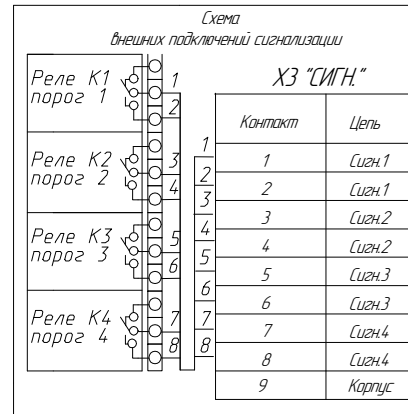 Схема
внешних подключений сигнализации
Реле К1
порог 1
Реле К2
порог 2
Реле К3
порог 3
Реле К4
порог 4
1
2
3
4
5
6
7
8
1
2
3
4
5
6
7
8
X3 "СИГН."
Контакт Цепь
1 Сигн.1
2 Сигн.1
3 Сигн.2
4 Сигн.2
5 Сигн.3
6 Сигн.3
7 Сигн.4
8 Сигн.4
9 Корпус